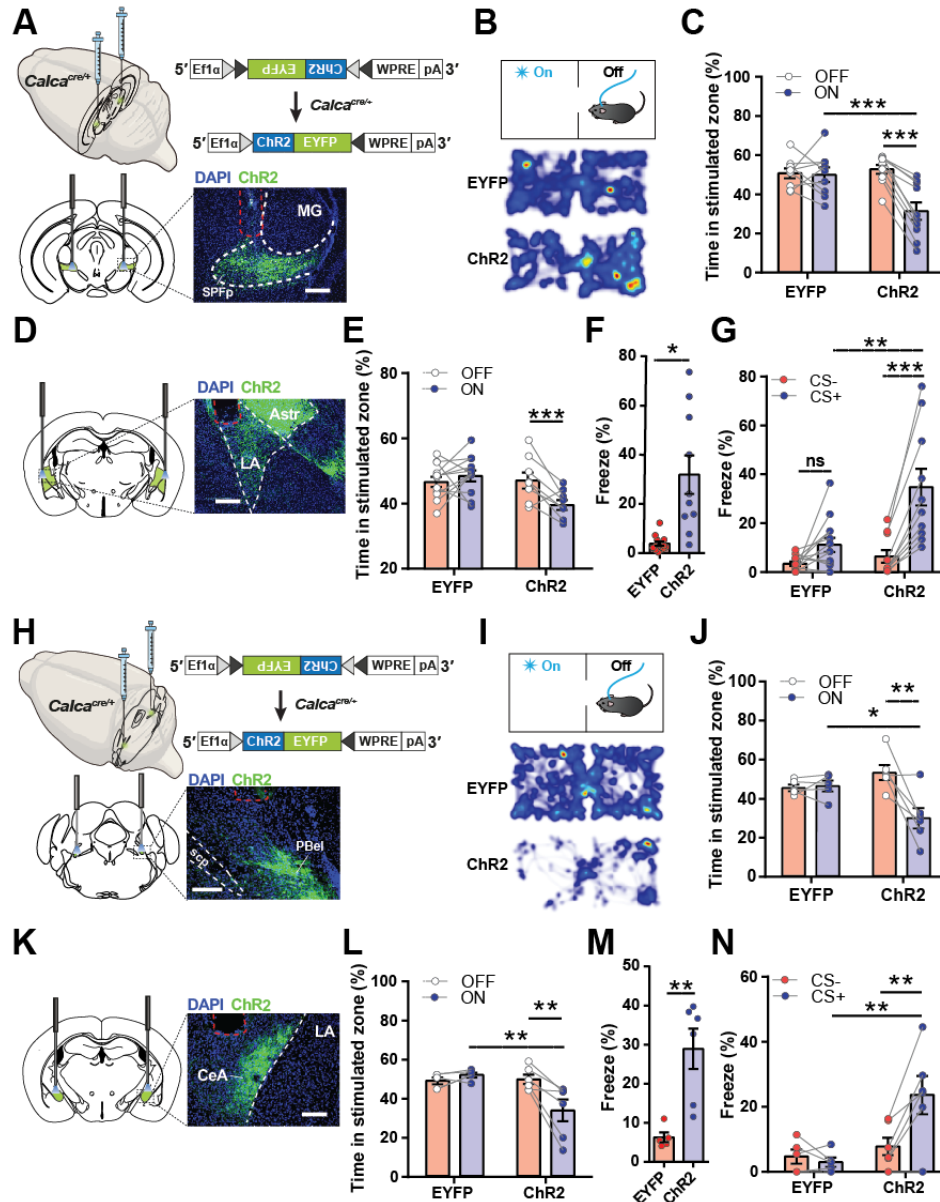 A
Calca^cre/+
5′ Ef1α EYFP ChR2 WPRE pA 3′
Calca^cre/+
5′ Ef1α ChR2 EYFP WPRE pA 3′
DAPI ChR2
MG
SPFp
B
On Off
EYFP
ChR2
C
Time in stimulated zone (%)
OFF
ON
***
***
60
40
20
0
EYFP ChR2
D
DAPI ChR2
Astr
LA
E
Time in stimulated zone (%)
OFF
ON
***
80
60
40
20
EYFP ChR2
F
Freeze (%)
*
80
60
40
20
0
EYFP ChR2
G
Freeze (%)
CS-
CS+
**
***
ns
80
60
40
20
0
EYFP ChR2
H
Calca^cre/+
5′ Ef1α EYFP ChR2 WPRE pA 3′
Calca^cre/+
5′ Ef1α ChR2 EYFP WPRE pA 3′
DAPI ChR2
scp
PBel
I
On Off
EYFP
ChR2
J
Time in stimulated zone (%)
OFF
ON
**
*
100
80
60
40
20
0
EYFP ChR2
K
DAPI ChR2
LA
CeA
L
Time in stimulated zone (%)
OFF
ON
**
**
100
80
60
40
20
0
EYFP ChR2
M
Freeze (%)
**
50
40
30
20
10
0
EYFP ChR2
N
Freeze (%)
CS-
CS+
**
**
60
40
20
0
EYFP ChR2